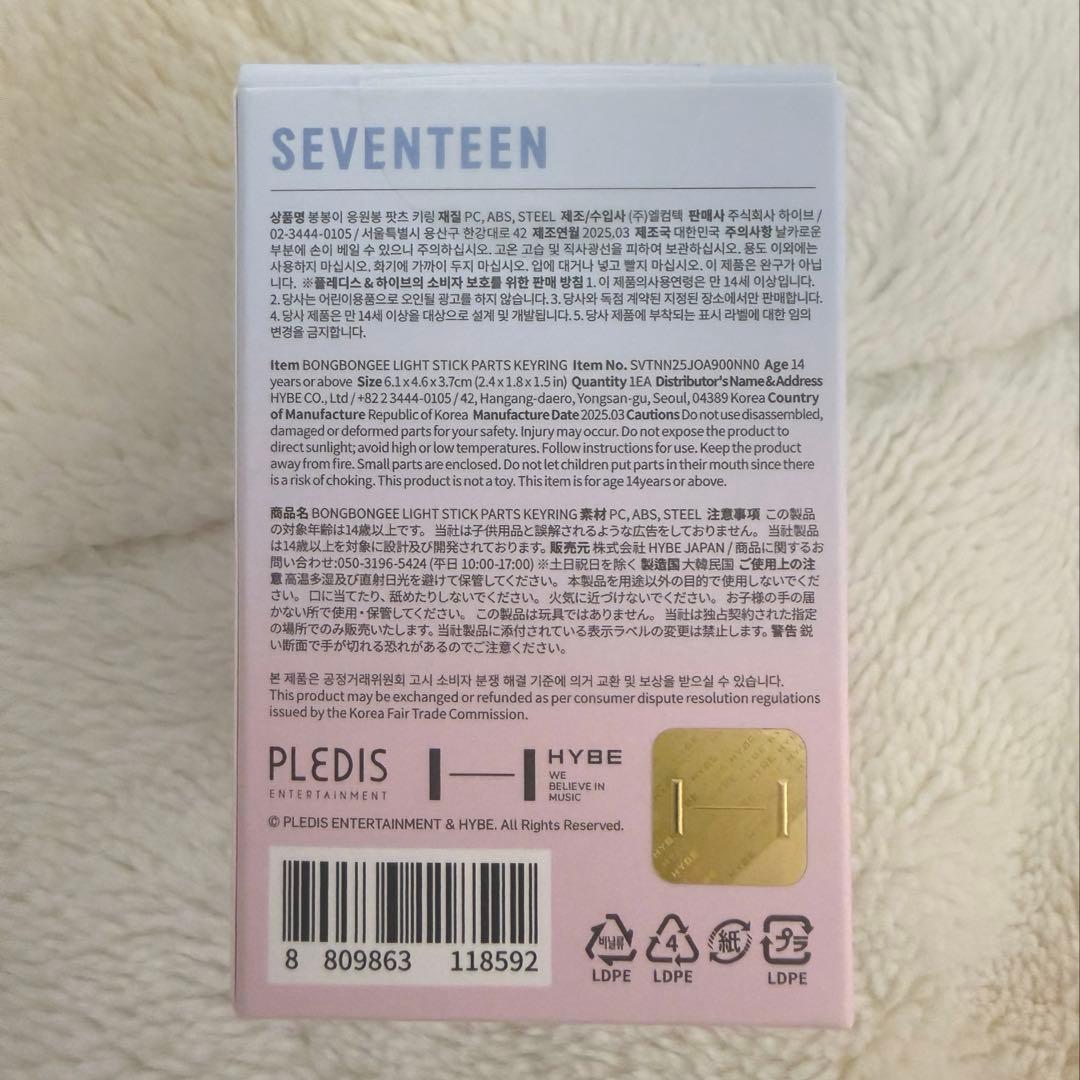 SEVENTEEN
상품명 봉봉이 응원봉 팟츠 키링 재질 PC, ABS, STEEL 제조/수입사 (주)엘컴텍 판매사 주식회사 하이브 /
02-3444-0105 / 서울특별시 용산구 한강대로 42 제조연월 2025.03 제조국 대한민국 주의사항 날카로운
부분에 손이 베일 수 있으니 주의하십시오. 고온 고습 및 직사광선을 피하여 보관하십시오. 용도 이외에는
사용하지 마십시오. 화기에 가까이 두지 마십시오. 입에 대거나 넣고 빨지 마십시오. 이 제품은 완구가 아닙
니다. ※플레디스 & 하이브의 소비자 보호를 위한 판매 방침 1. 이 제품의사용연령은 만 14세 이상입니다.
2. 당사는 어린이용품으로 오인될 광고를 하지 않습니다. 3. 당사와 독점 계약된 지정된 장소에서만 판매합니다.
4. 당사 제품은 만 14세 이상을 대상으로 설계 및 개발됩니다. 5. 당사 제품에 부착되는 표시 라벨에 대한 임의
변경을 금지합니다.
Item BONGBONGEE LIGHT STICK PARTS KEYRING Item No. SVTNN25JOA900NN0 Age 14
years or above Size 6.1 x 4.6 x 3.7cm (2.4 x 1.8 x 1.5 in) Quantity 1EA Distributor's Name & Address
HYBE CO., Ltd / +82 2 3444-0105 / 42, Hangang-daero, Yongsan-gu, Seoul, 04389 Korea Country
of Manufacture Republic of Korea Manufacture Date 2025.03 Cautions Do not use disassembled,
damaged or deformed parts for your safety. Injury may occur. Do not expose the product to
direct sunlight; avoid high or low temperatures. Follow instructions for use. Keep the product
away from fire. Small parts are enclosed. Do not let children put parts in their mouth since there
is a risk of choking. This product is not a toy. This item is for age 14years or above.
商品名 BONGBONGEE LIGHT STICK PARTS KEYRING 素材 PC, ABS, STEEL 注意事項 この製品
の対象年齢は14歳以上です。 当社は子供用品と誤解されるような広告をしておりません。 当社製品
は14歳以上を対象に設計及び開発されております。 販売元 株式会社 HYBE JAPAN / 商品に関するお
問い合わせ:050-3196-5424 (平日 10:00-17:00) ※土日祝日を除く 製造国 大韓民国 ご使用上の注
意 高温多湿及び直射日光を避けて保管してください。 本製品を用途以外の目的で使用しないでくだ
さい。 口に当てたり、舐めたりしないでください。 火気に近づけないでください。 お子様の手の届
かない所で使用・保管してください。 この製品は玩具ではありません。 当社は独占契約された指定
の場所でのみ販売いたします。当社製品に添付されている表示ラベルの変更は禁止します。 警告 鋭
い断面で手が切れる恐れがあるのでご注意ください。
본 제품은 공정거래위원회 고시 소비자 분쟁 해결 기준에 의거 교환 및 보상을 받으실 수 있습니다.
This product may be exchanged or refunded as per consumer dispute resolution regulations
issued by the Korea Fair Trade Commission.
PLEDIS
ENTERTAINMENT
HYBE
WE
BELIEVE IN
MUSIC
© PLEDIS ENTERTAINMENT & HYBE. All Rights Reserved.
HYBE
8 809863 118592
비닐류
LDPE
4
LDPE
紙
プラ
LDPE